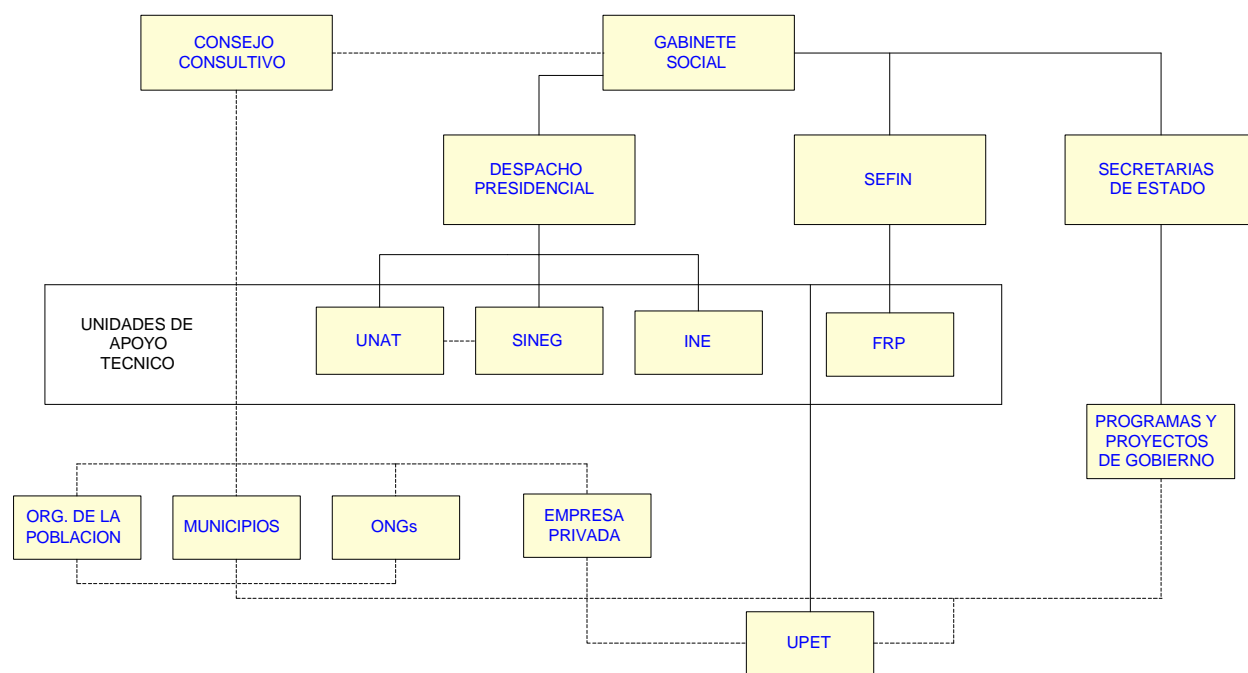 CONSEJO
CONSULTIVO
GABINETE
SOCIAL
DESPACHO
PRESIDENCIAL
SEFIN
SECRETARIAS
DE ESTADO
UNIDADES DE
APOYO
TECNICO
UNAT
SINEG
INE
FRP
PROGRAMAS Y
PROYECTOS
DE GOBIERNO
ORG. DE LA
POBLACION
MUNICIPIOS
ONGs
EMPRESA
PRIVADA
UPET